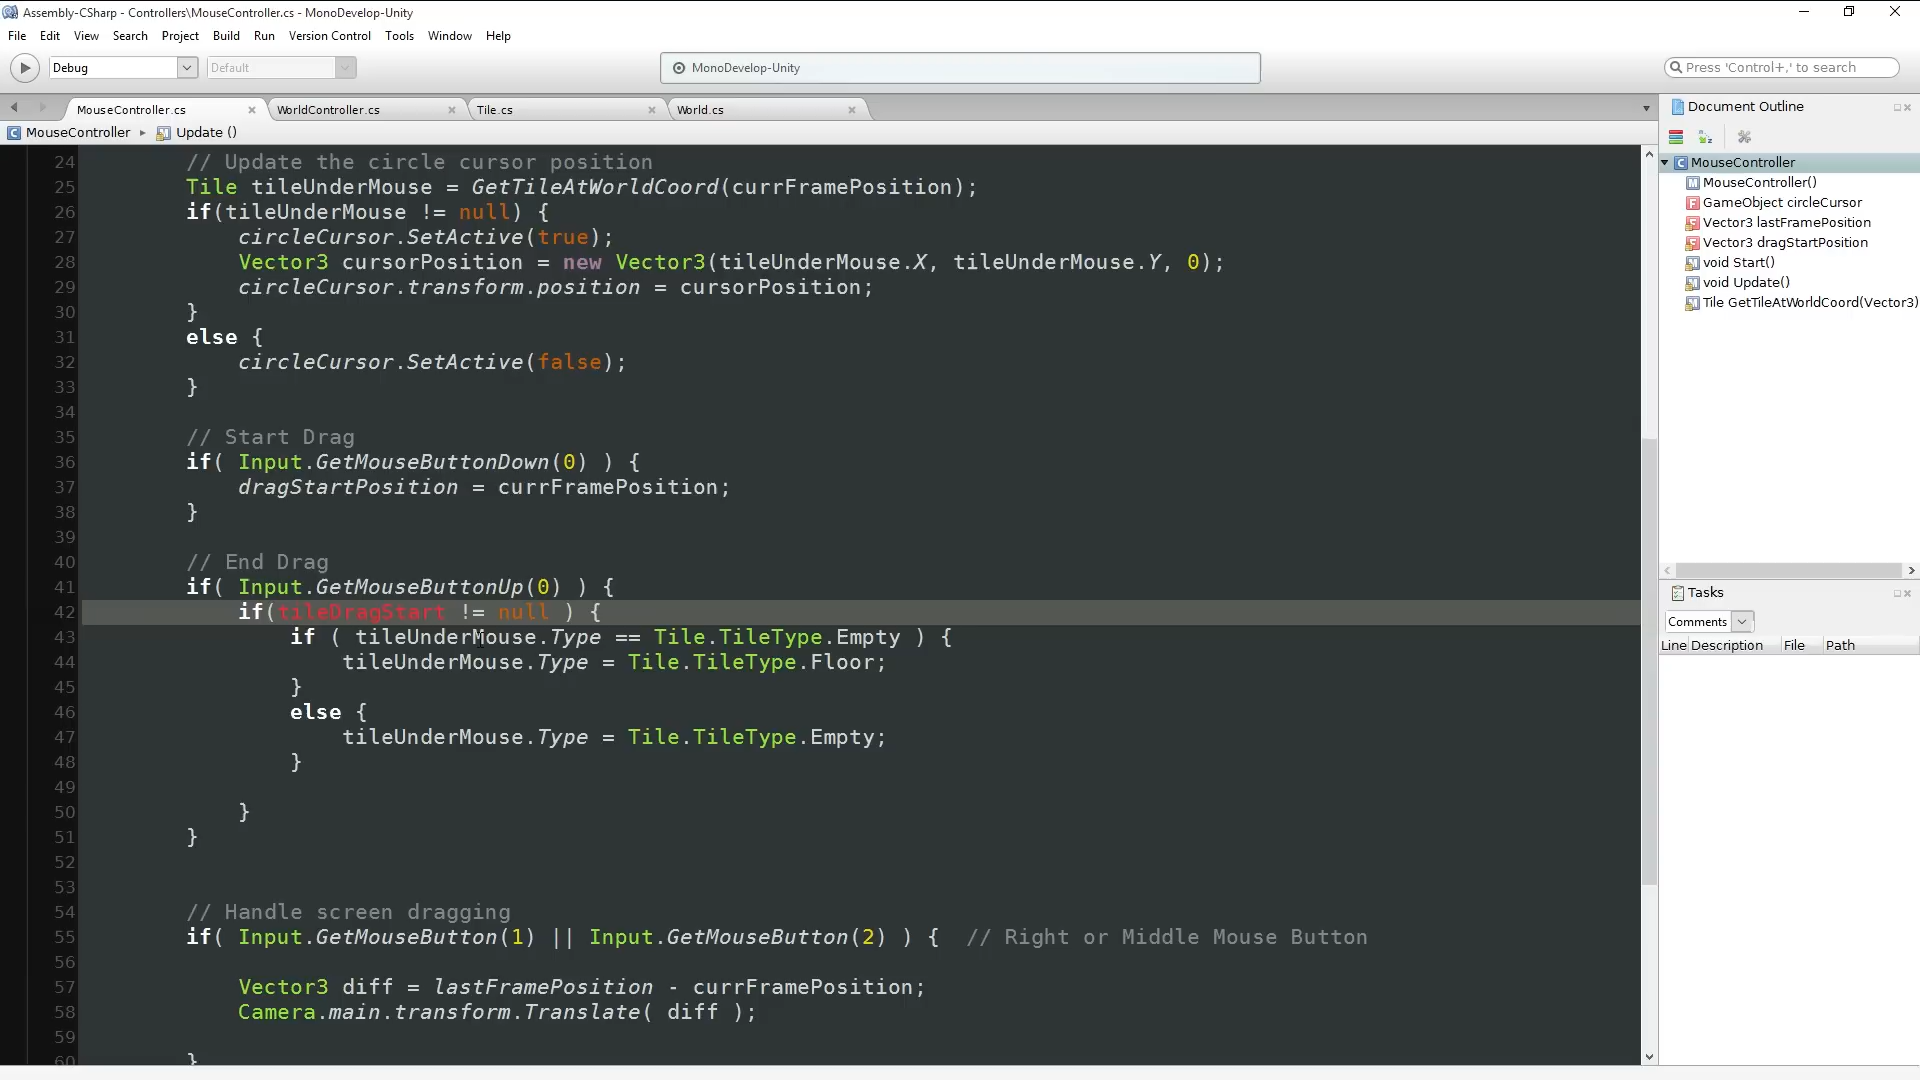 Assembly-CSharp - Controllers\MouseController.cs - MonoDevelop-Unity
File Edit View Search Project Build Run Version Control Tools Window Help
Debug Default MonoDevelop-Unity Press 'Control+,' to search
MouseController.cs WorldController.cs Tile.cs World.cs
MouseController Update ()
24 // Update the circle cursor position
25 Tile tileUnderMouse = GetTileAtWorldCoord(currFramePosition);
26 if(tileUnderMouse != null) {
27 circleCursor.SetActive(true);
28 Vector3 cursorPosition = new Vector3(tileUnderMouse.X, tileUnderMouse.Y, 0);
29 circleCursor.transform.position = cursorPosition;
30 }
31 else {
32 circleCursor.SetActive(false);
33 }
34
35 // Start Drag
36 if( Input.GetMouseButtonDown(0) ) {
37 dragStartPosition = currFramePosition;
38 }
39
40 // End Drag
41 if( Input.GetMouseButtonUp(0) ) {
42 if(tileDragStart != null ) {
43 if ( tileUnderMouse.Type == Tile.TileType.Empty ) {
44 tileUnderMouse.Type = Tile.TileType.Floor;
45 }
46 else {
47 tileUnderMouse.Type = Tile.TileType.Empty;
48 }
49
50 }
51 }
52
53
54 // Handle screen dragging
55 if( Input.GetMouseButton(1) || Input.GetMouseButton(2) ) { // Right or Middle Mouse Button
56
57 Vector3 diff = lastFramePosition - currFramePosition;
58 Camera.main.transform.Translate( diff );
59
60 }
Document Outline
MouseController
MouseController()
GameObject circleCursor
Vector3 lastFramePosition
Vector3 dragStartPosition
void Start()
void Update()
Tile GetTileAtWorldCoord(Vector3)
Tasks
Comments
Line Description File Path